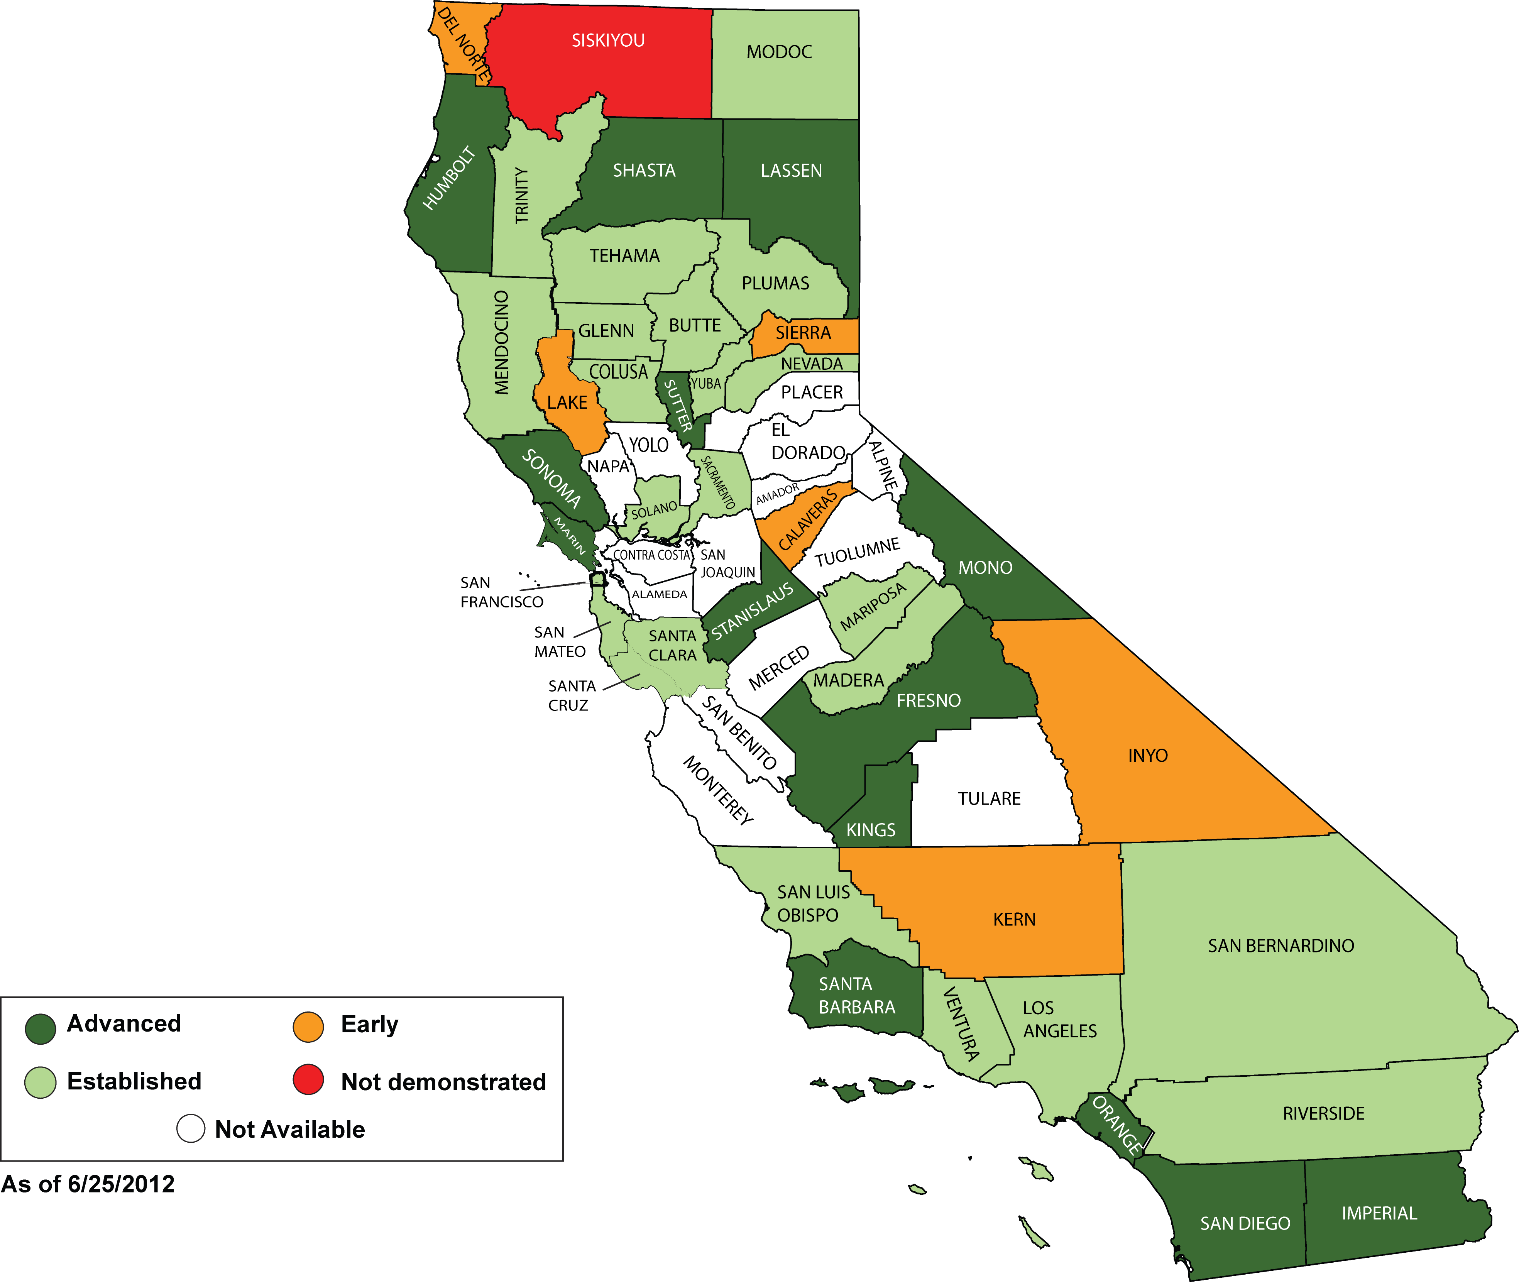 DEL NORTE
SISKIYOU
MODOC
HUMBOLT
TRINITY
SHASTA
LASSEN
TEHAMA
PLUMAS
MENDOCINO
GLENN
BUTTE
SIERRA
LAKE
COLUSA
SUTTER
YUBA
NEVADA
PLACER
SONOMA
NAPA
YOLO
SACRAMENTO
EL
DORADO
ALPINE
AMADOR
MARIN
SOLANO
CALAVERAS
TUOLUMNE
MONO
CONTRA COSTA
SAN
JOAQUIN
SAN
FRANCISCO
ALAMEDA
STANISLAUS
MARIPOSA
SAN
MATEO
SANTA
CLARA
MERCED
MADERA
SANTA
CRUZ
SAN BENITO
FRESNO
INYO
MONTEREY
KINGS
TULARE
SAN LUIS
OBISPO
KERN
SAN BERNARDINO
SANTA
BARBARA
VENTURA
LOS
ANGELES
ORANGE
RIVERSIDE
SAN DIEGO
IMPERIAL
Advanced
Early
Established
Not demonstrated
Not Available
As of 6/25/2012